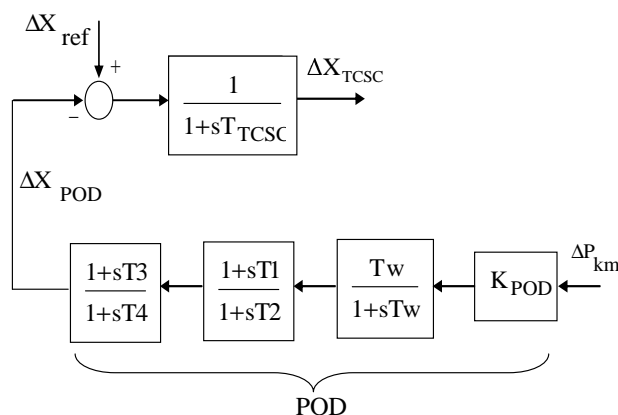 ΔX ref
+
−
1
1+sT TCSC
ΔX TCSC
ΔX POD
1+sT3
1+sT4
1+sT1
1+sT2
Tw
1+sTw
K POD
ΔP km
POD